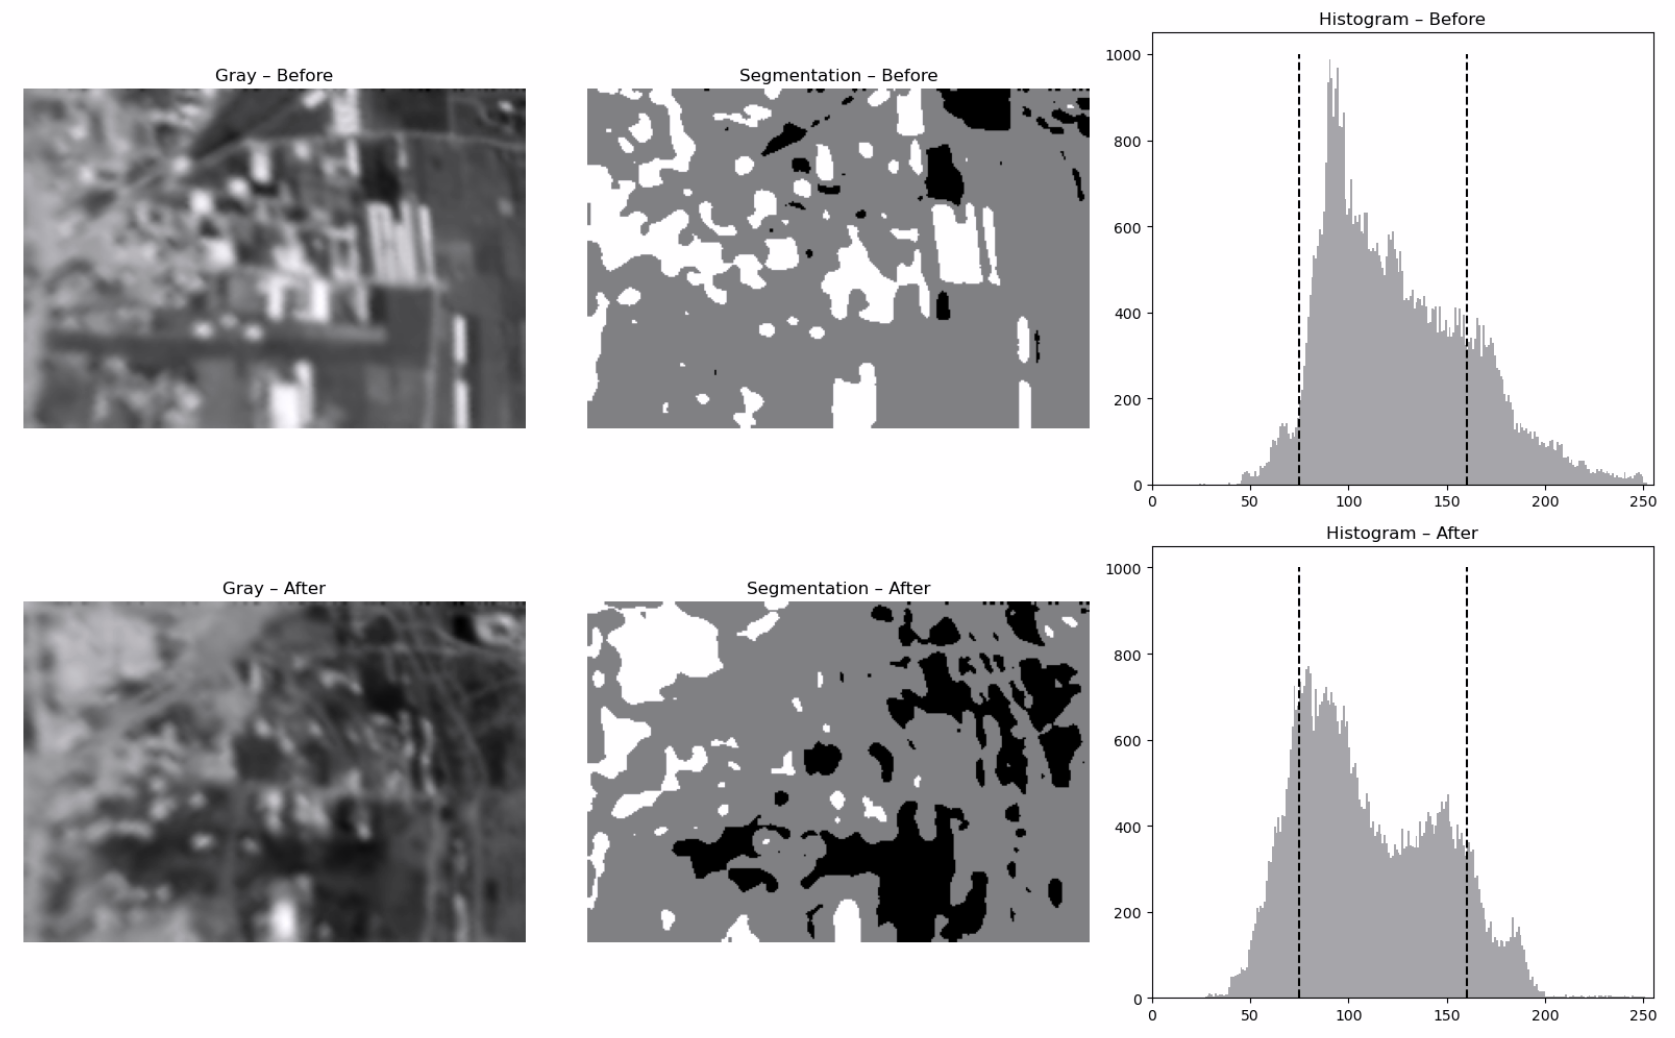 Gray – Before
Segmentation – Before
Histogram – Before
1000
800
600
400
200
0
0 50 100 150 200 250
Gray – After
Segmentation – After
Histogram – After
1000
800
600
400
200
0
0 50 100 150 200 250